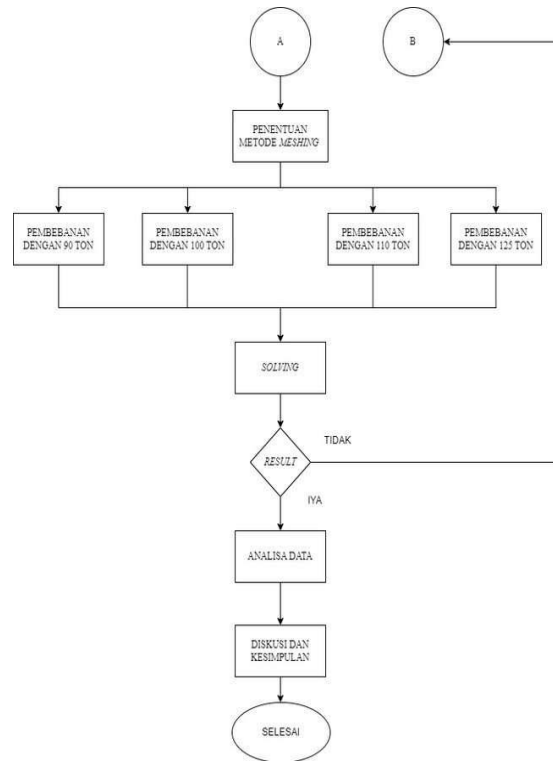 A
B
PENENTUAN
METODE MESHING
PEMBEBANAN
DENGAN 90 TON
PEMBEBANAN
DENGAN 100 TON
PEMBEBANAN
DENGAN 110 TON
PEMBEBANAN
DENGAN 125 TON
SOLVING
RESULT
TIDAK
IYA
ANALISA DATA
DISKUSI DAN
KESIMPULAN
SELESAI